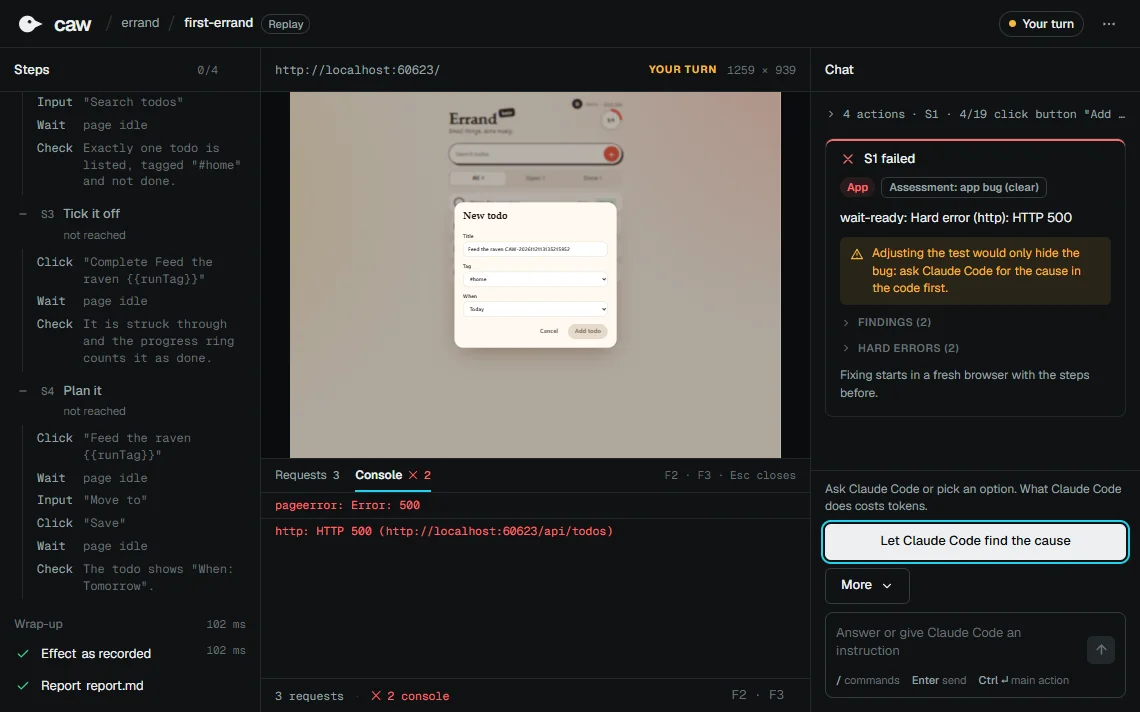 caw / errand / first-errand Replay
Your turn ...
Steps 0/4
Input "Search todos"
Wait page idle
Check Exactly one todo is
listed, tagged "#home"
and not done.
S3 Tick it off
not reached
Click "Complete Feed the
raven {{runTag}}"
Wait page idle
Check It is struck through
and the progress ring
counts it as done.
S4 Plan it
not reached
Click "Feed the raven
{{runTag}}"
Wait page idle
Input "Move to"
Click "Save"
Wait page idle
Check The todo shows "When:
Tomorrow".
Wrap-up 102 ms
Effect as recorded 102 ms
Report report.md
http://localhost:60623/ YOUR TURN 1259 × 939
Errand
Small things, done ready.
Search todos
New todo
Title
Tag
#home
When
Today
Cancel Add todo
Requests 3 Console × 2 F2 · F3 · Esc closes
pageerror: Error: 500
http: HTTP 500 (http://localhost:60623/api/todos)
3 requests · × 2 console F2 · F3
Chat
4 actions · S1 · 4/19 click button "Add …
S1 failed
App Assessment: app bug (clear)
wait-ready: Hard error (http): HTTP 500
Adjusting the test would only hide the
bug: ask Claude Code for the cause in
the code first.
FINDINGS (2)
HARD ERRORS (2)
Fixing starts in a fresh browser with the steps
before.
Ask Claude Code or pick an option. What Claude Code
does costs tokens.
Let Claude Code find the cause
More
Answer or give Claude Code an
instruction
/ commands Enter send Ctrl ↵ main action